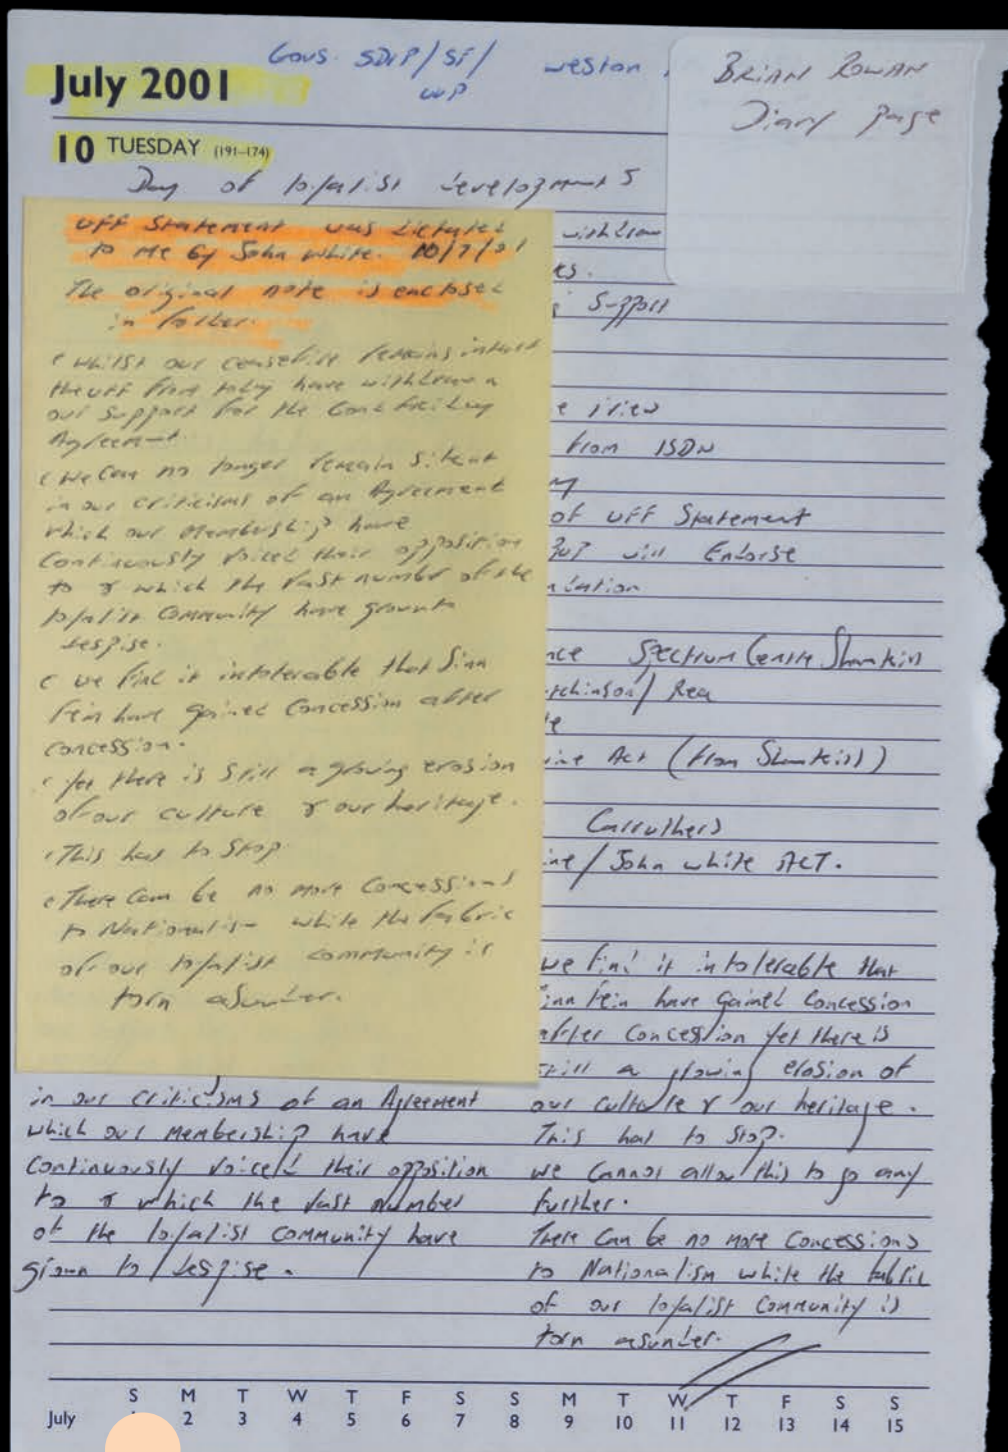 Govs. SDLP/SF/ weston
UUP
BRIAN ROWAN
Diary Page
July 2001
10 TUESDAY (191–174)
Day of loyalist developments
UFF Statement was dictated
to me by John White. 10/7/01
The original note is enclosed
in folder.
withdraw
es.
Support
whilst our ceasefire remains intact
the UFF from today have withdrawn
our support for the Good Friday
Agreement.
We can no longer remain silent
in our criticisms of an Agreement
which our Membership have
Continuously voiced their opposition
to & which the vast number of the
loyalist Community have grown to
despise.
we find it intolerable that Sinn
Fein have gained Concession after
concession.
Yet there is still a growing erosion
of our culture & our heritage.
This has to Stop.
There can be no more Concessions
to Nationalism while the fabric
of our loyalist community is
torn asunder.
from ISDN
of UFF Statement
will Endorse
Spectrum Centre Shankill
tchinson/ Rea
Act (from Shankill)
Carruthers
/ John White ACT.
in our criticisms of an Agreement
which our Membership have
Continuously voiced their opposition
to & which the vast number
of the loyalist community have
grown to despise.
we find it intolerable that
inn Fein have gained Concession
after Concession yet there is
still a growing erosion of
our culture & our heritage.
This has to Stop.
we cannot allow this to go any
further.
There can be no more Concessions
to Nationalism while the fabric
of our loyalist Community is
torn asunder.
S M T W T F S S M T W T F S S
July 2 3 4 5 6 7 8 9 10 11 12 13 14 15